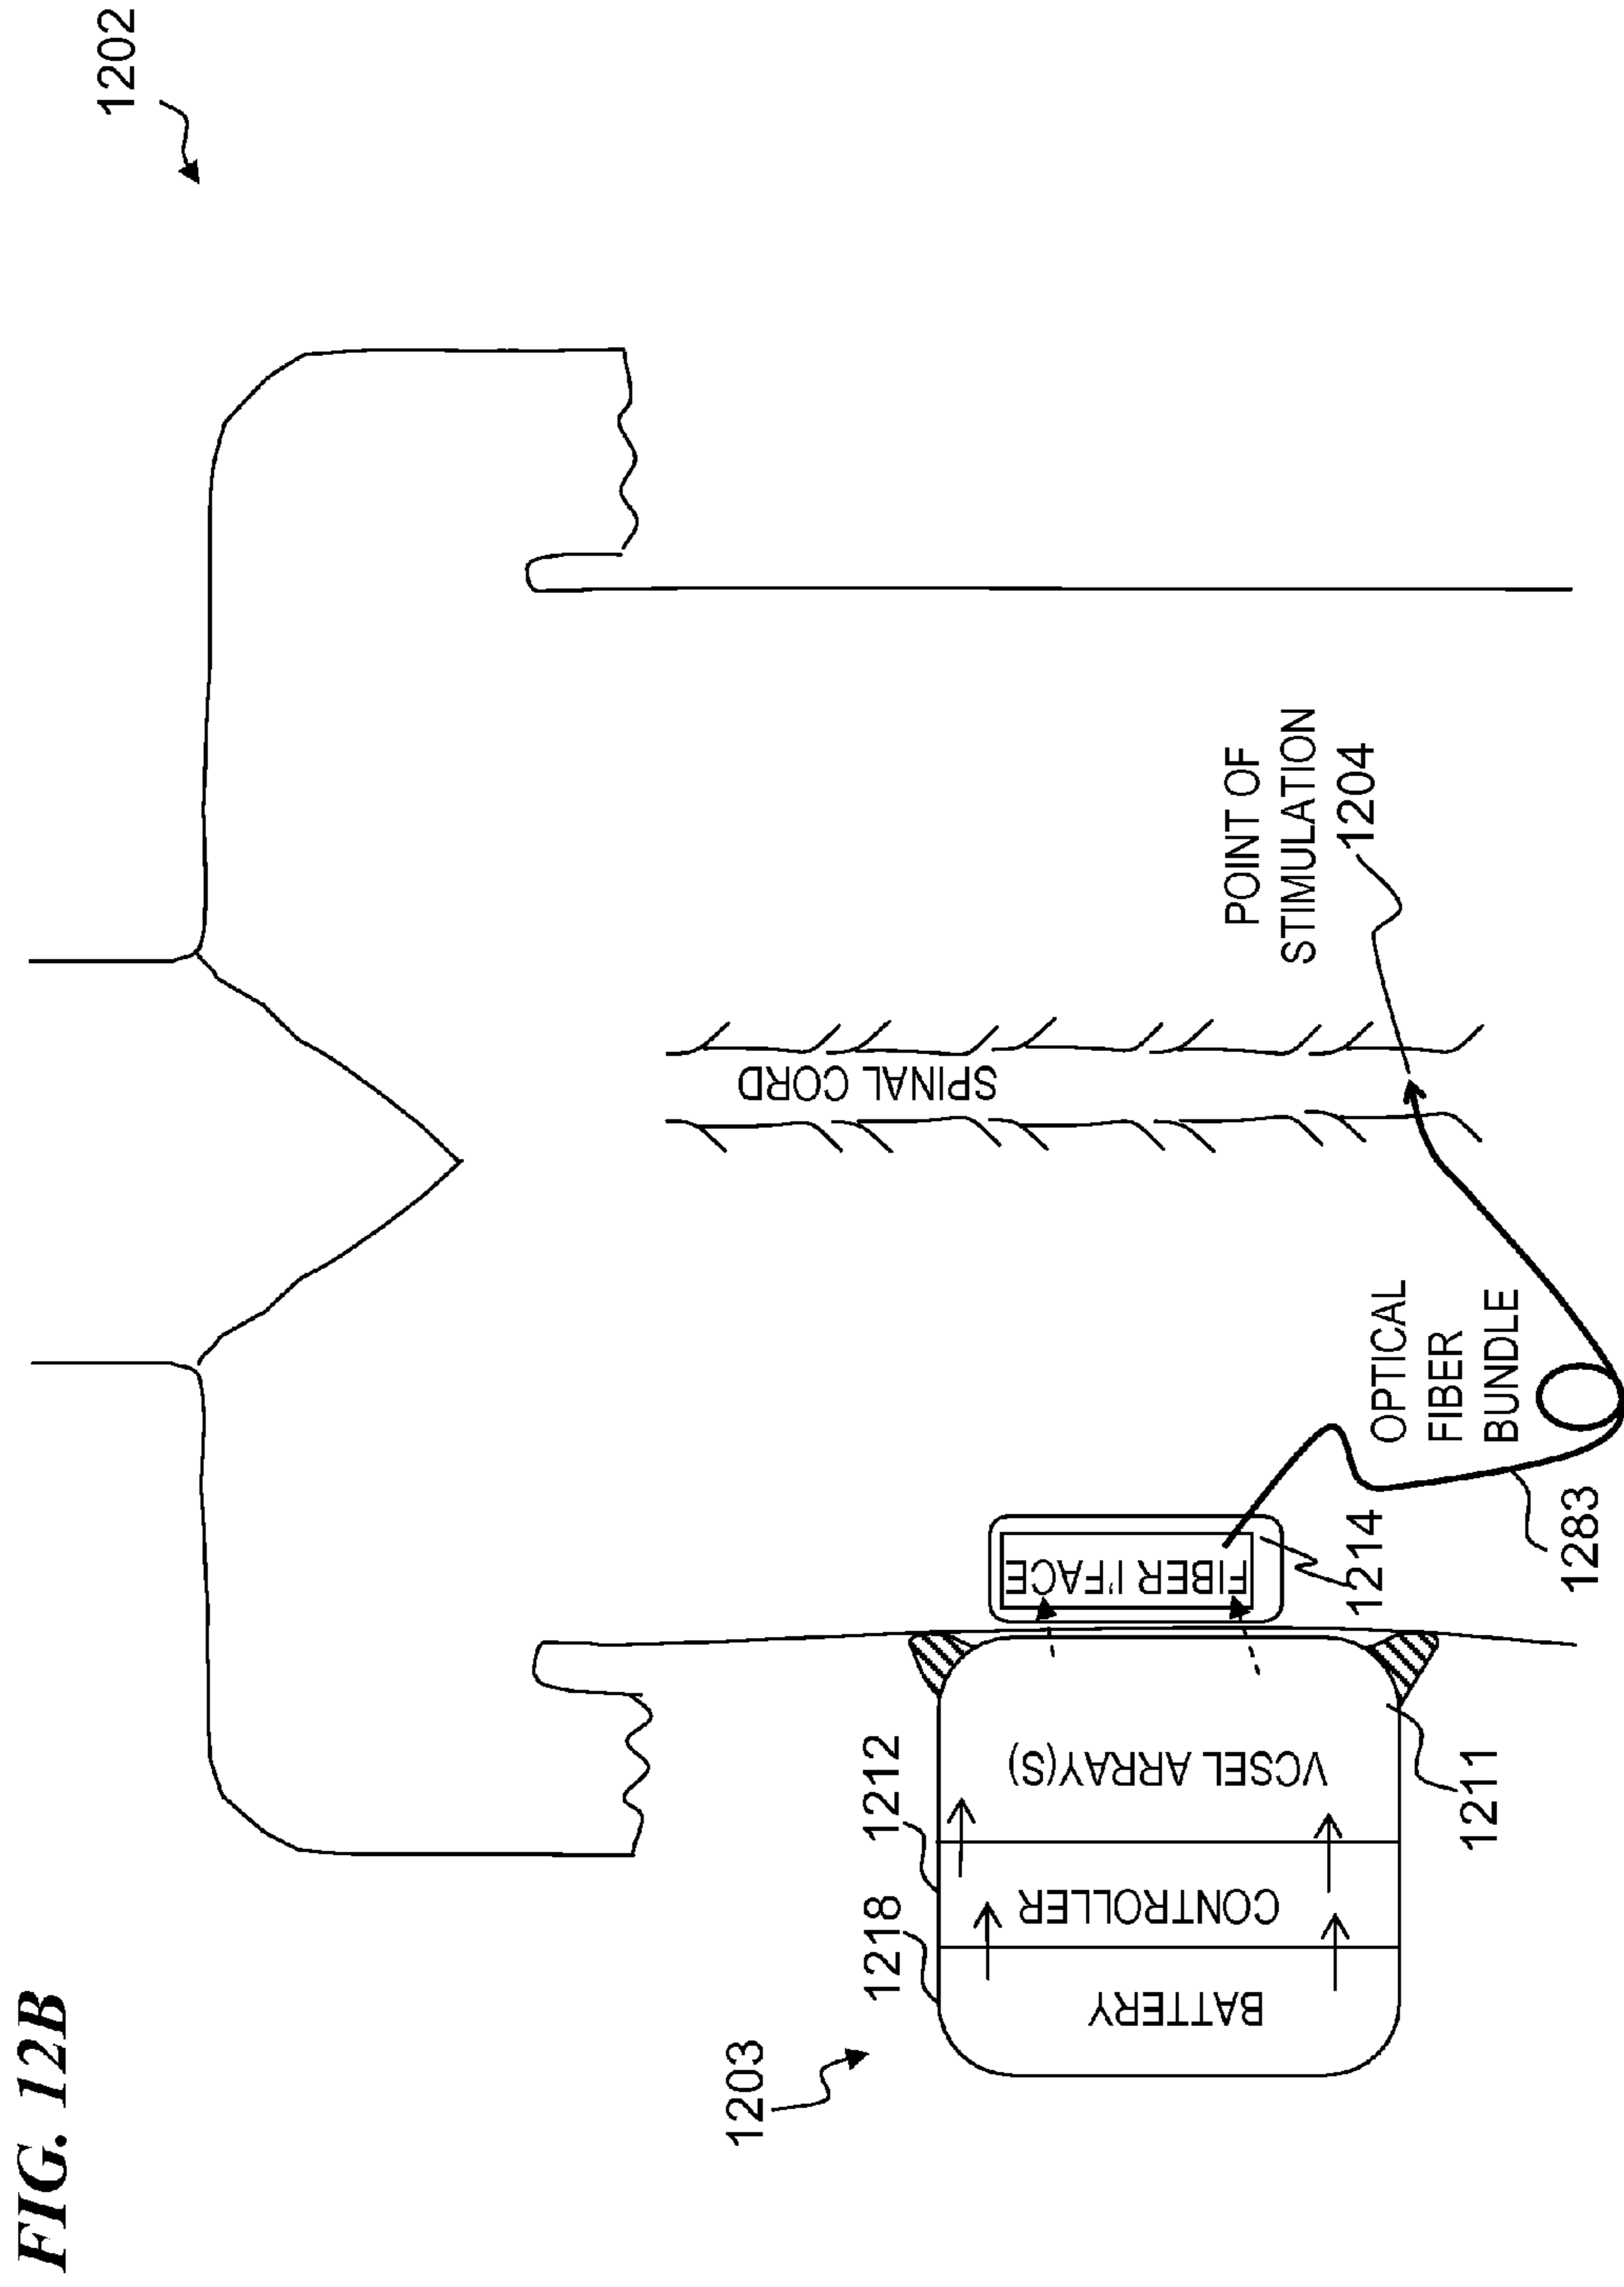 FIG. 12B
1202
1203
1218
1212
BATTERY
CONTROLLER
VCSEL ARRAY(S)
1211
FIBER I'FACE
1214
1283
OPTICAL
FIBER
BUNDLE
SPINAL CORD
POINT OF
STIMULATION
1204